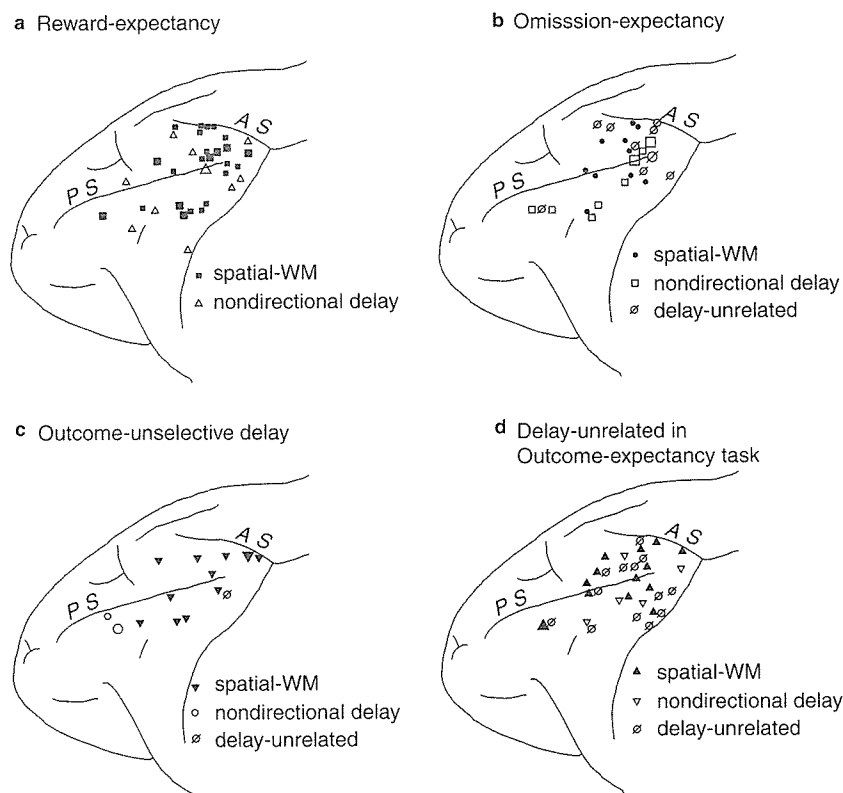 a Reward-expectancy
A S
P S
spatial-WM
nondirectional delay
b Omisssion-expectancy
A S
P S
spatial-WM
nondirectional delay
delay-unrelated
c Outcome-unselective delay
A S
P S
spatial-WM
nondirectional delay
delay-unrelated
d Delay-unrelated in
Outcome-expectancy task
A S
P S
spatial-WM
nondirectional delay
delay-unrelated